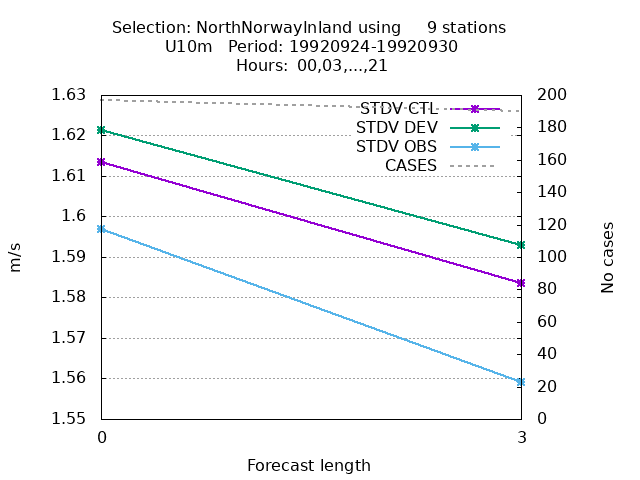 Selection: NorthNorwayInland using     9 stations
U10m   Period: 19920924-19920930
Hours:  00,03,...,21
1.63
1.62
1.61
1.6
1.59
1.58
1.57
1.56
1.55
m/s
STDV CTL
STDV DEV
STDV OBS
CASES
200
180
160
140
120
100
80
60
40
20
0
No cases
0
3
Forecast length